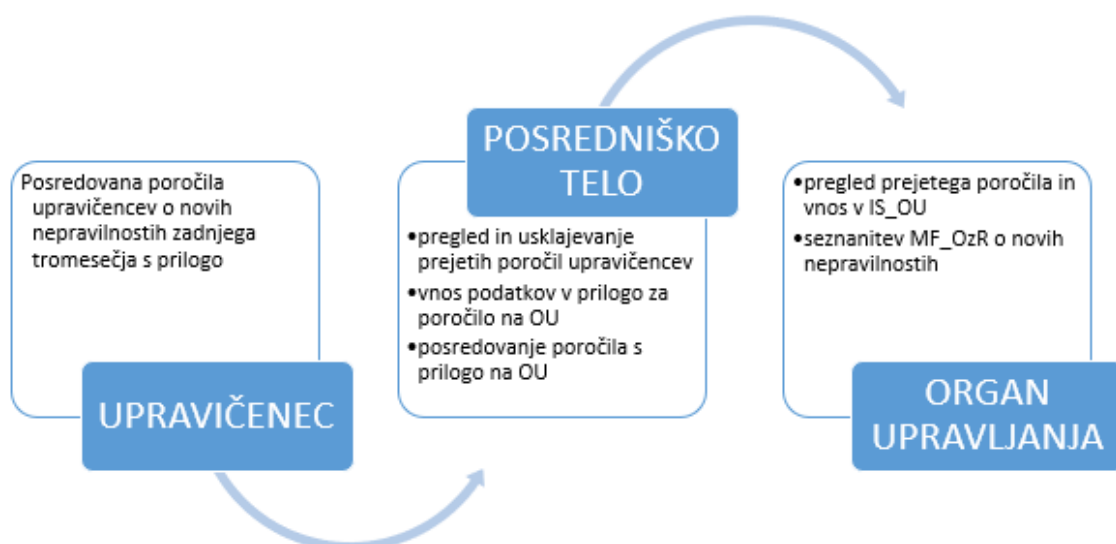 Posredovana poročila
upravičencev o novih
nepravilnostih zadnjega
tromesečja s prilogo
UPRAVIČENEC
POSREDNIŠKO
TELO
•pregled in usklajevanje
prejetih poročil upravičencev
•vnos podatkov v prilogo za
poročilo na OU
•posredovanje poročila s
prilogo na OU
•pregled prejetega poročila in
vnos v IS_OU
•seznanitev MF_OzR o novih
nepravilnostih
ORGAN
UPRAVLJANJA